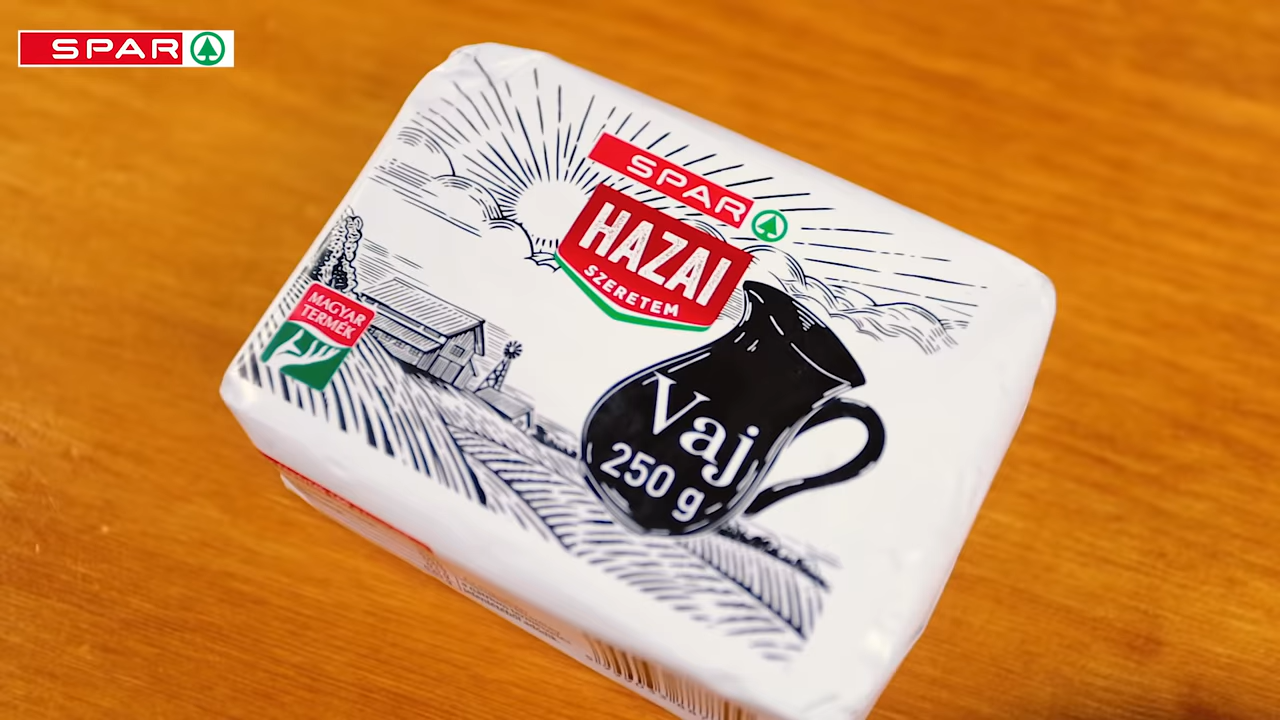 SPAR
SPAR
HAZAI
SZERETEM
MAGYAR
TERMÉK
Vaj
250 g